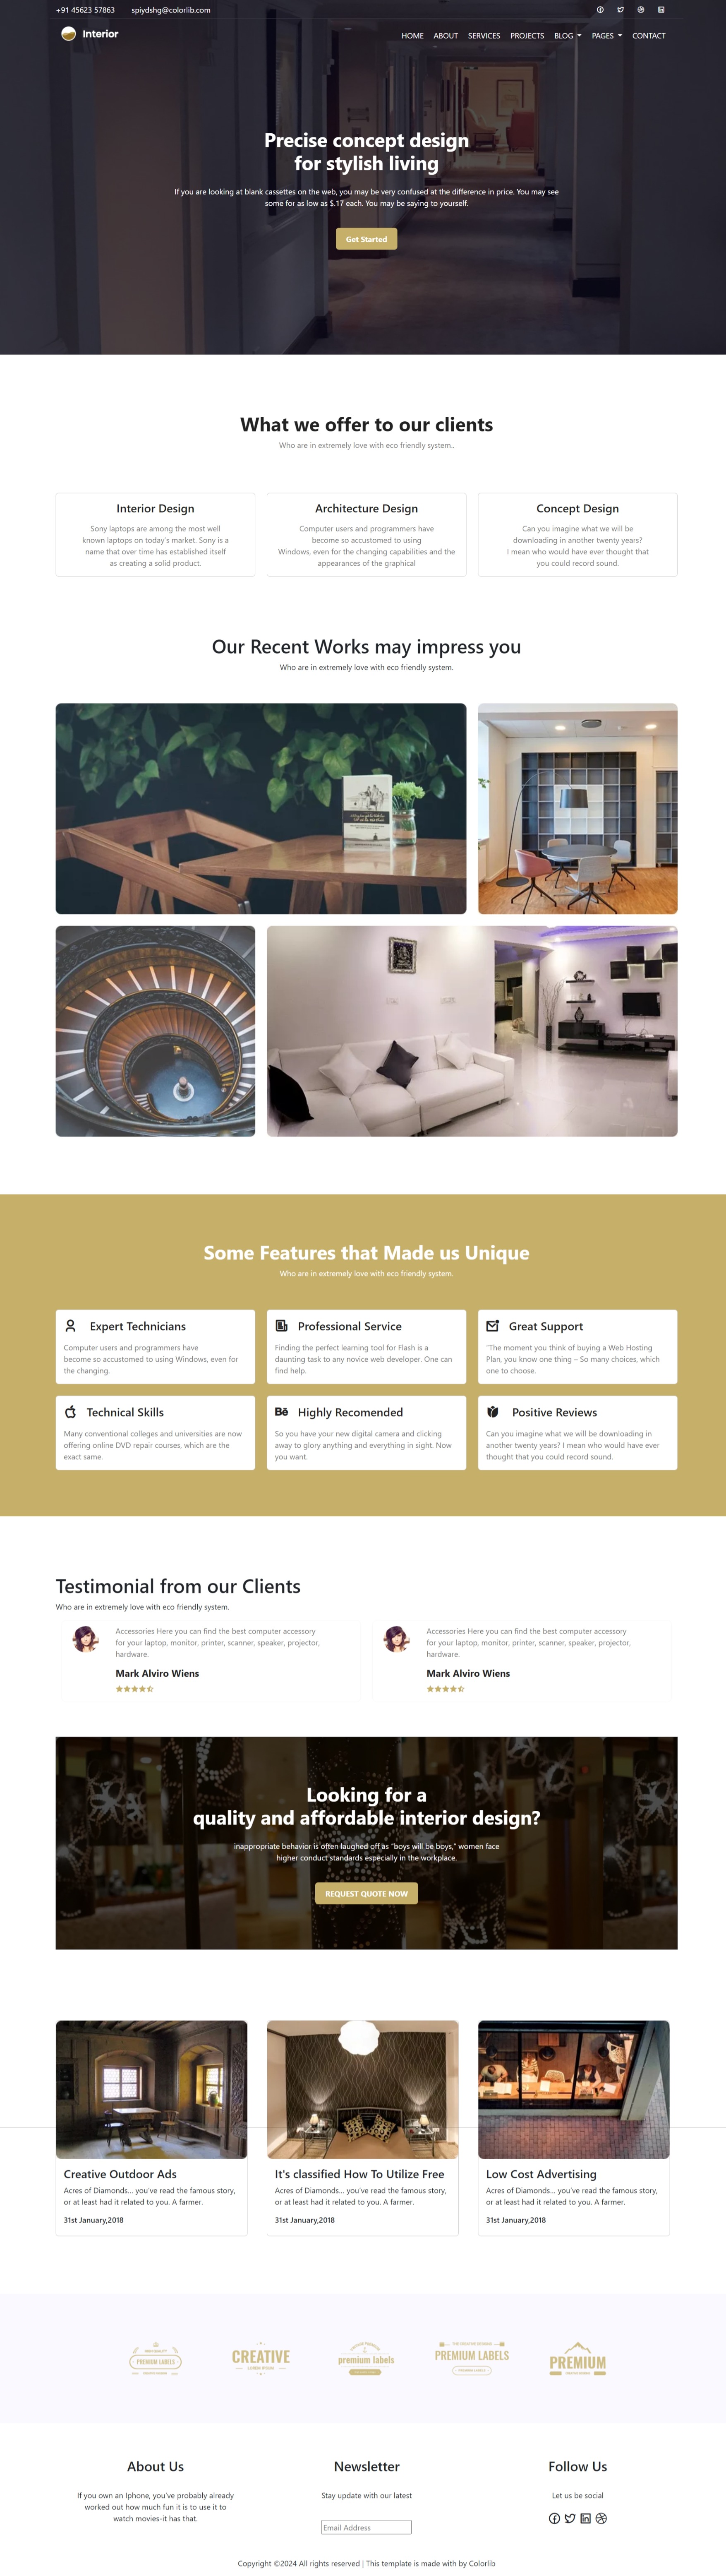 +91 45623 57863 spiydshg@colorlib.com
Interior
HOME ABOUT SERVICES PROJECTS BLOG PAGES CONTACT
Precise concept design
for stylish living
If you are looking at blank cassettes on the web, you may be very confused at the difference in price. You may see
some for as low as $.17 each. You may be saying to yourself.
Get Started
What we offer to our clients
Who are in extremely love with eco friendly system..
Interior Design
Sony laptops are among the most well
known laptops on today's market. Sony is a
name that over time has established itself
as creating a solid product.
Architecture Design
Computer users and programmers have
become so accustomed to using
Windows, even for the changing capabilities and the
appearances of the graphical
Concept Design
Can you imagine what we will be
downloading in another twenty years?
I mean who would have ever thought that
you could record sound.
Our Recent Works may impress you
Who are in extremely love with eco friendly system.
Some Features that Made us Unique
Who are in extremely love with eco friendly system.
Expert Technicians
Computer users and programmers have
become so accustomed to using Windows, even for
the changing.
Professional Service
Finding the perfect learning tool for Flash is a
daunting task to any novice web developer. One can
find help.
Great Support
"The moment you think of buying a Web Hosting
Plan, you know one thing – So many choices, which
one to choose.
Technical Skills
Many conventional colleges and universities are now
offering online DVD repair courses, which are the
exact same.
Bē Highly Recomended
So you have your new digital camera and clicking
away to glory anything and everything in sight. Now
you want.
Positive Reviews
Can you imagine what we will be downloading in
another twenty years? I mean who would have ever
thought that you could record sound.
Testimonial from our Clients
Who are in extremely love with eco friendly system.
Accessories Here you can find the best computer accessory
for your laptop, monitor, printer, scanner, speaker, projector,
hardware.
Mark Alviro Wiens
Accessories Here you can find the best computer accessory
for your laptop, monitor, printer, scanner, speaker, projector,
hardware.
Mark Alviro Wiens
Looking for a
quality and affordable interior design?
inappropriate behavior is often laughed off as "boys will be boys," women face
higher conduct standards especially in the workplace.
REQUEST QUOTE NOW
Creative Outdoor Ads
Acres of Diamonds... you've read the famous story,
or at least had it related to you. A farmer.
31st January,2018
It's classified How To Utilize Free
Acres of Diamonds... you've read the famous story,
or at least had it related to you. A farmer.
31st January,2018
Low Cost Advertising
Acres of Diamonds... you've read the famous story,
or at least had it related to you. A farmer.
31st January,2018
PREMIUM LABELS
CREATIVE
LOREM IPSUM
premium labels
PREMIUM LABELS
PREMIUM
About Us
If you own an Iphone, you've probably already
worked out how much fun it is to use it to
watch movies-it has that.
Newsletter
Stay update with our latest
Email Address
Follow Us
Let us be social
Copyright ©2024 All rights reserved | This template is made with by Colorlib